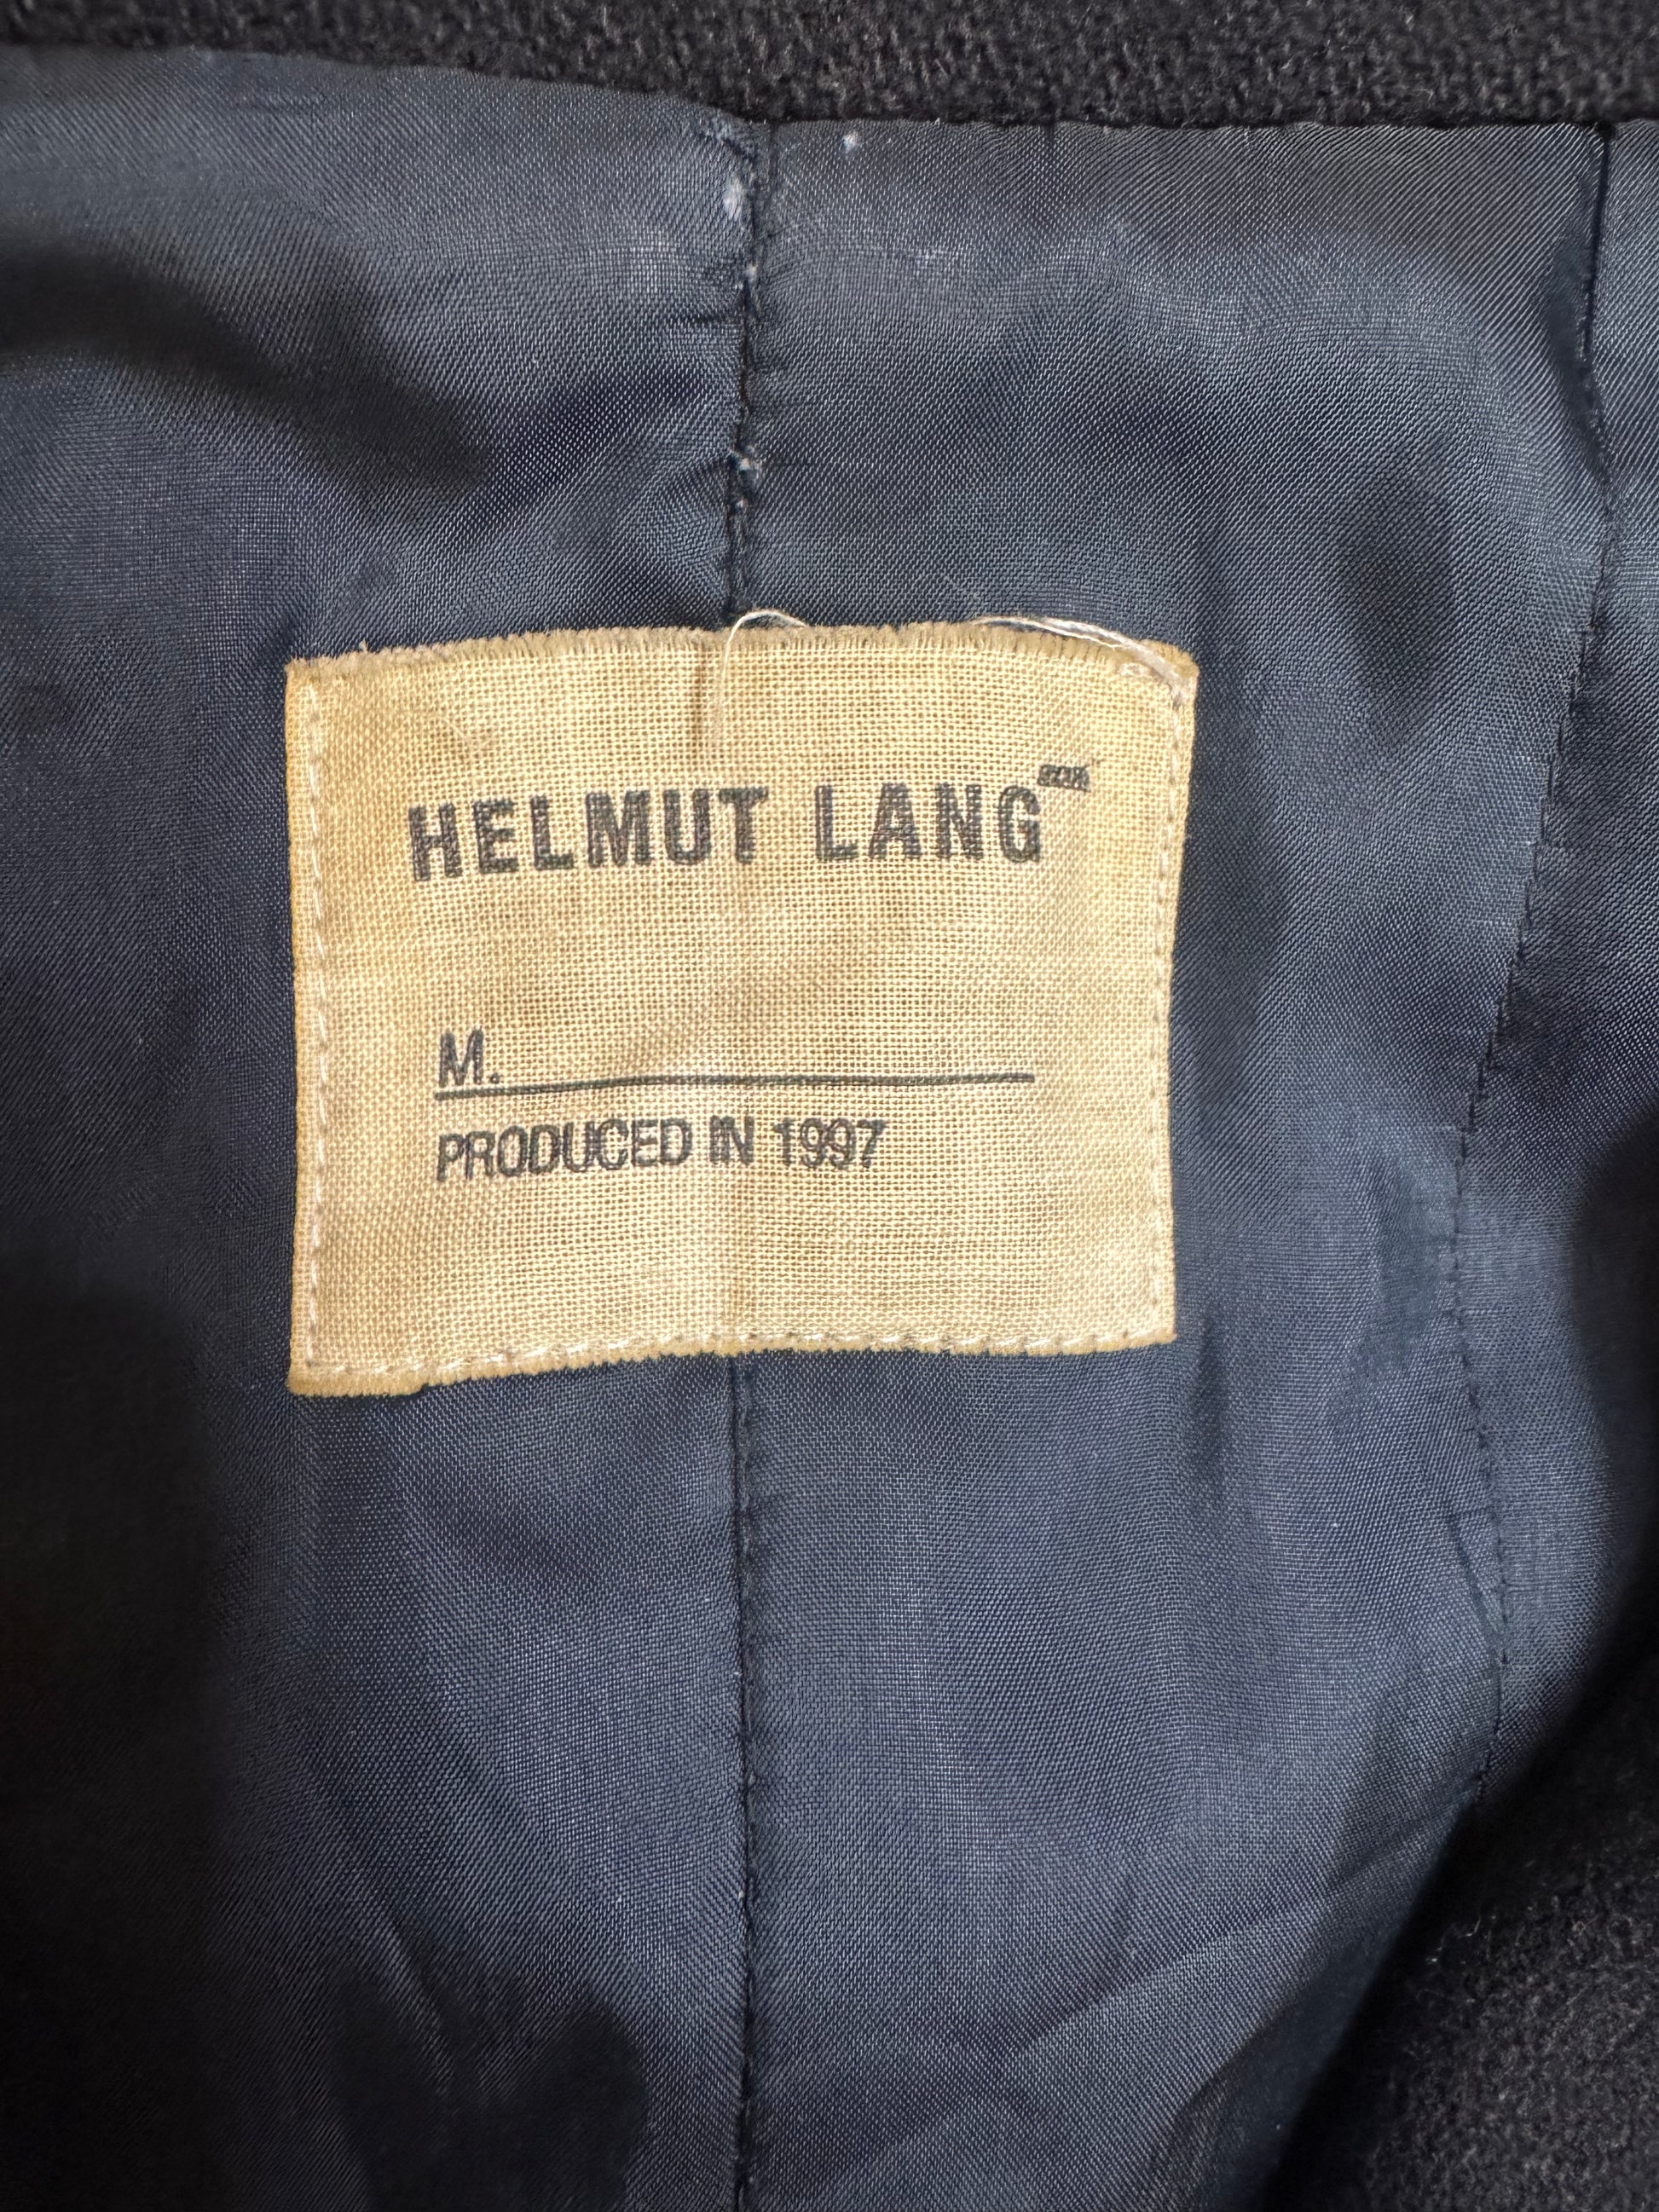 HELMUT LANG
M.
PRODUCED IN 1997